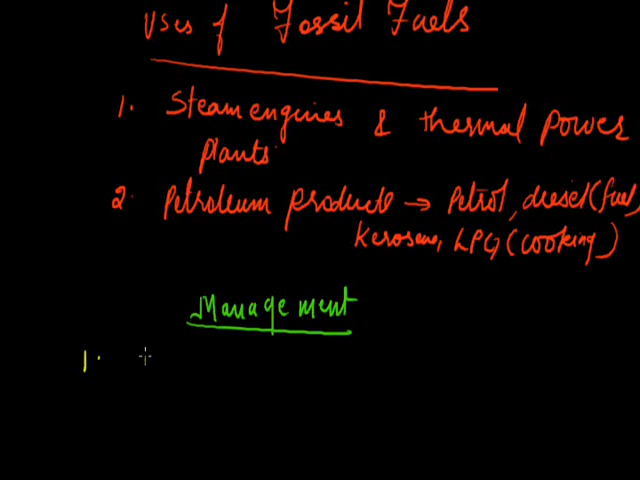 Uses of Fossil Fuels
1. Steam engines & thermal Power
Plants
2. Petroleum products → Petrol, diesel (fuel)
Kerosene, LPG (cooking)
Management
1.